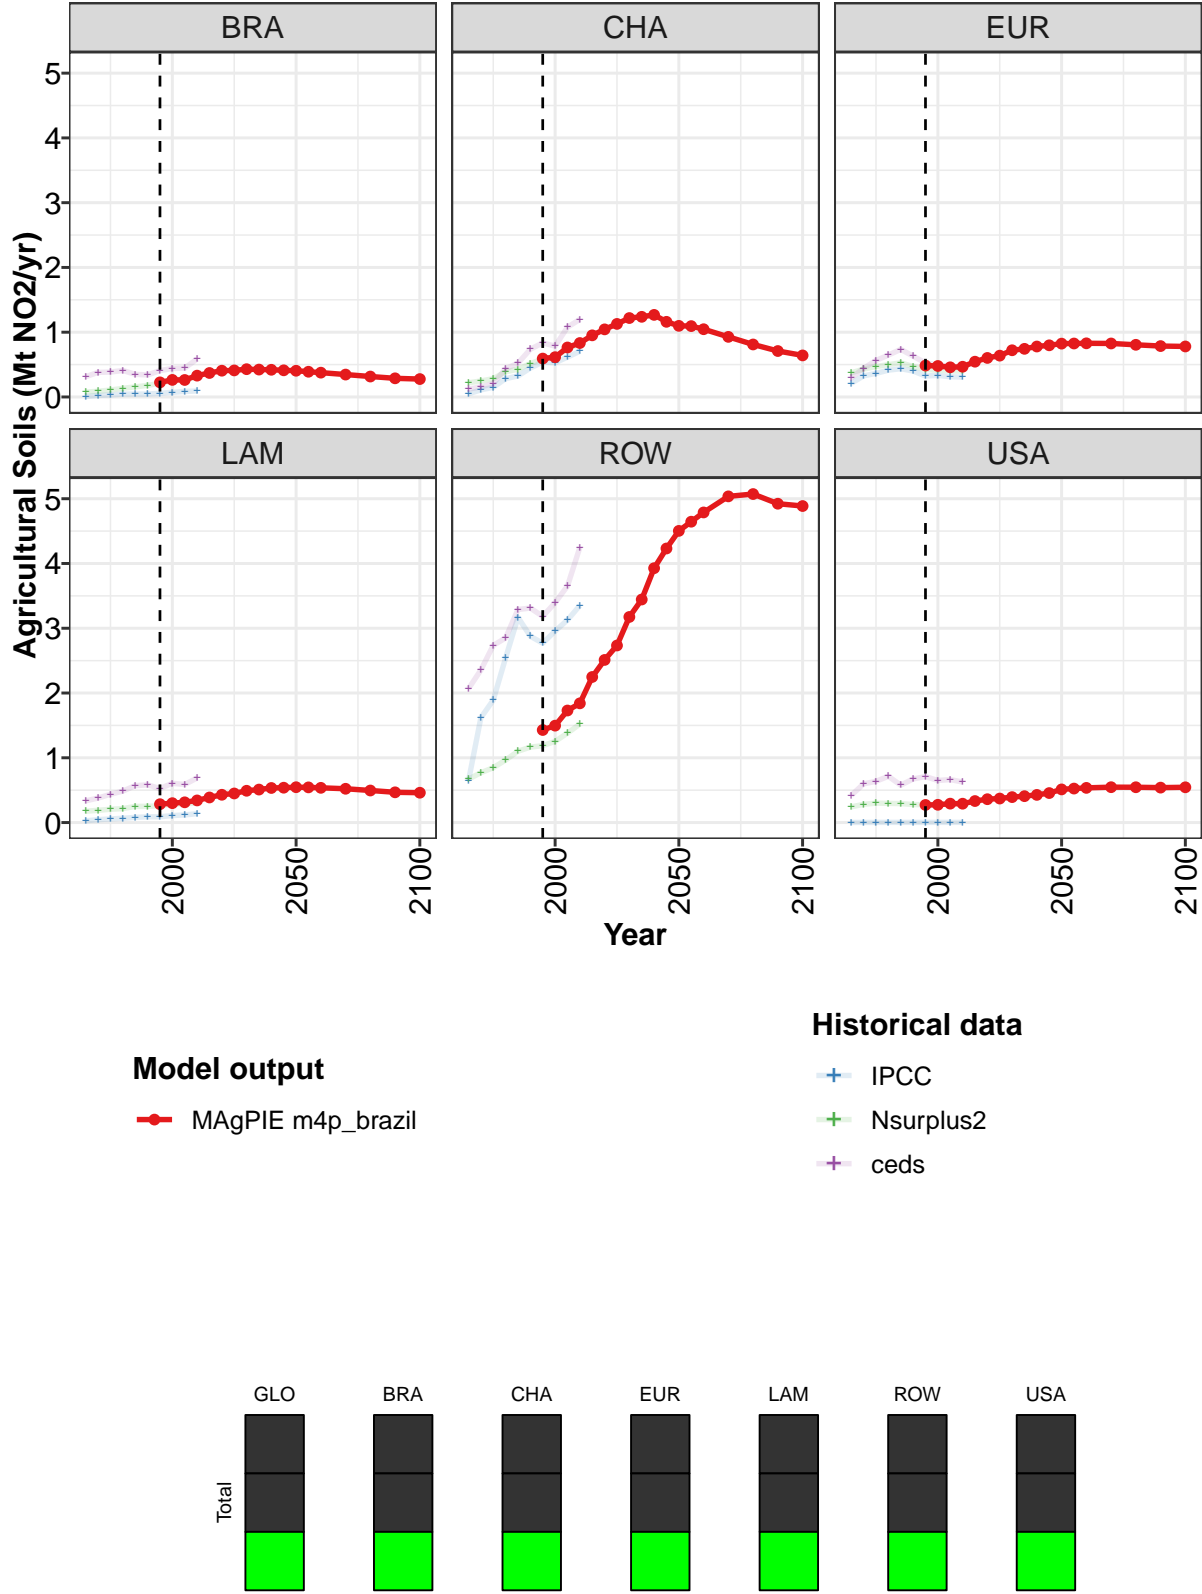 BRA
CHA
EUR
5
4
3
2
1
0
Agricultural Soils (Mt NO2/yr)
LAM
ROW
USA
5
4
3
2
1
0
2000
2050
2100
2000
2050
2100
2000
2050
2100
Year
Model output
MAgPIE m4p_brazil
Historical data
IPCC
Nsurplus2
ceds
GLO BRA CHA EUR LAM ROW USA
Total